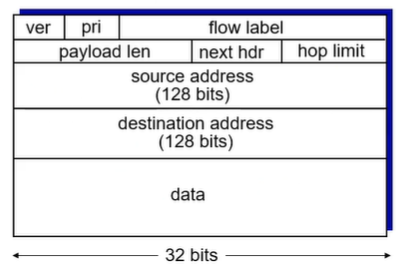 ver pri flow label
payload len next hdr hop limit
source address
(128 bits)
destination address
(128 bits)
data
32 bits